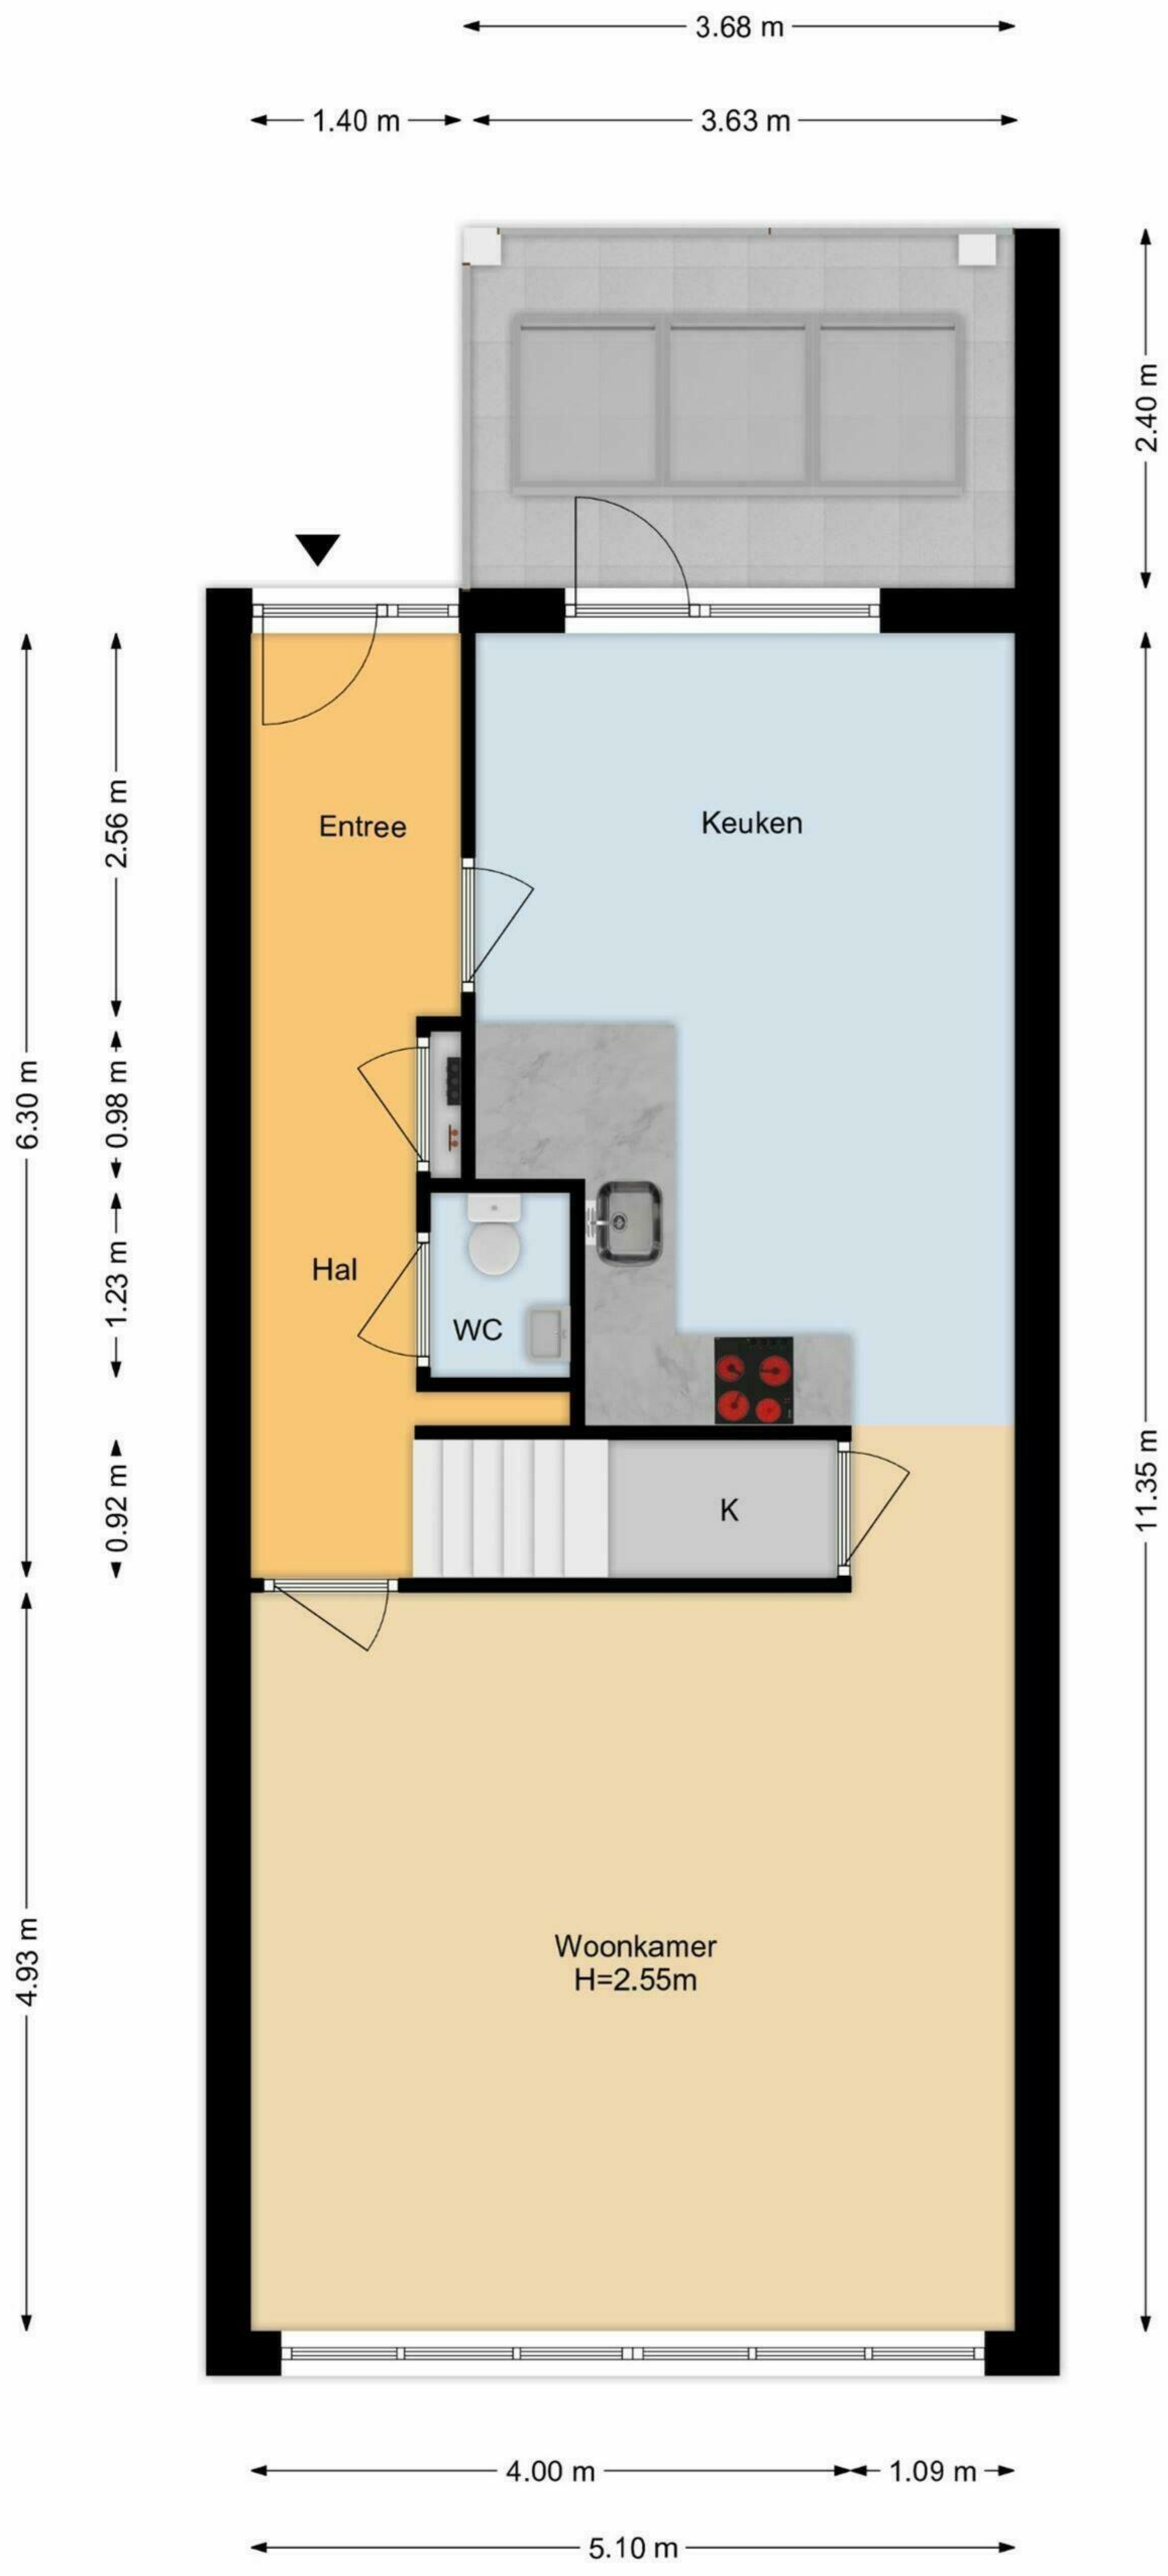 3.68 m
1.40 m
3.63 m
2.40 m
Entree
Keuken
2.56 m
6.30 m
0.98 m
1.23 m
Hal
WC
0.92 m
K
11.35 m
Woonkamer
H=2.55m
4.93 m
4.00 m
1.09 m
5.10 m